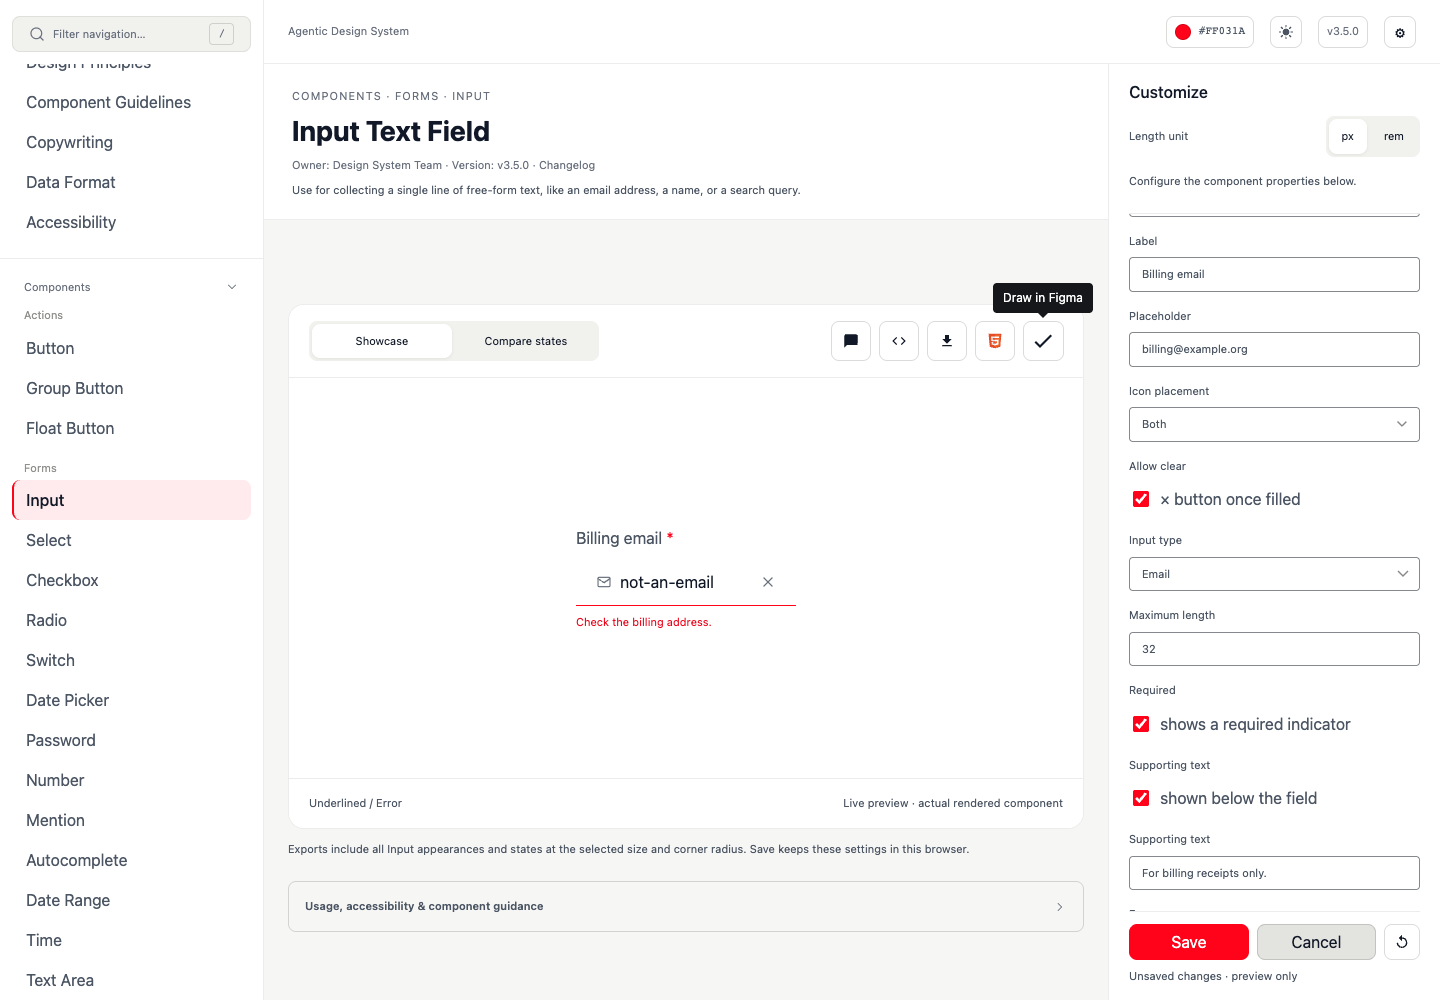 Filter navigation...
/
Design Principles
Component Guidelines
Copywriting
Data Format
Accessibility
Components
Actions
Button
Group Button
Float Button
Forms
Input
Select
Checkbox
Radio
Switch
Date Picker
Password
Number
Mention
Autocomplete
Date Range
Time
Text Area
Agentic Design System
#FF031A
v3.5.0
COMPONENTS · FORMS · INPUT
Input Text Field
Owner: Design System Team · Version: v3.5.0 · Changelog
Use for collecting a single line of free-form text, like an email address, a name, or a search query.
Draw in Figma
Showcase
Compare states
Billing email *
not-an-email
Check the billing address.
Underlined / Error
Live preview · actual rendered component
Exports include all Input appearances and states at the selected size and corner radius. Save keeps these settings in this browser.
Usage, accessibility & component guidance
Customize
Length unit
px
rem
Configure the component properties below.
Label
Billing email
Placeholder
billing@example.org
Icon placement
Both
Allow clear
× button once filled
Input type
Email
Maximum length
32
Required
shows a required indicator
Supporting text
shown below the field
Supporting text
For billing receipts only.
Save
Cancel
Unsaved changes · preview only